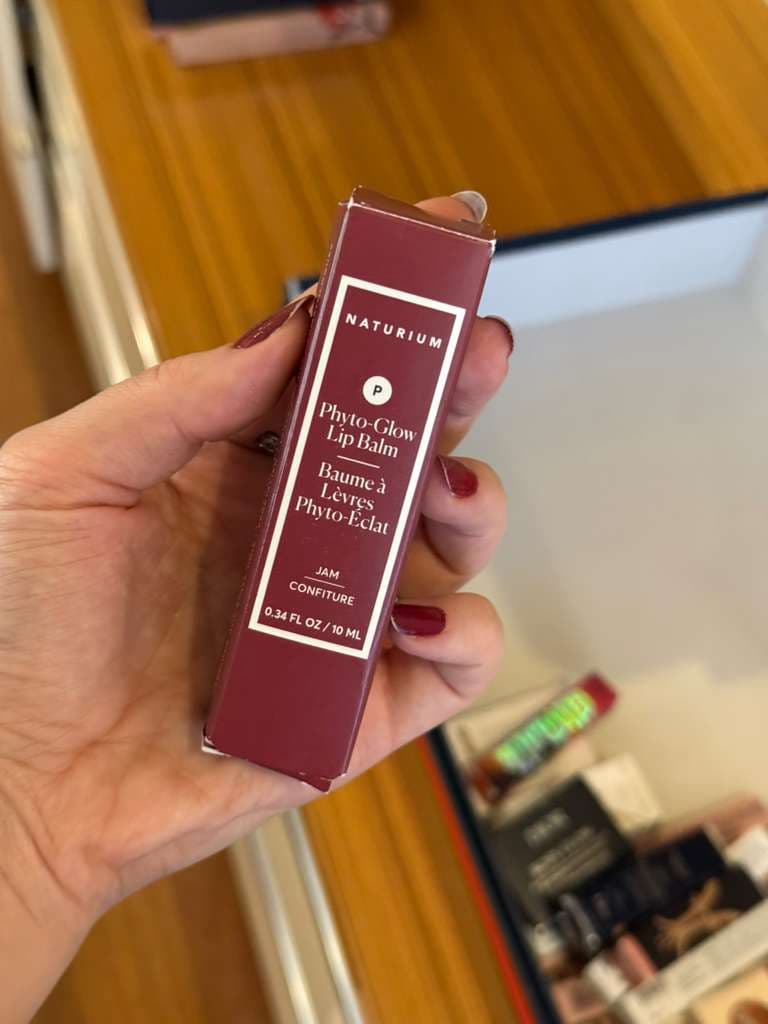 NATURIUM
P
Phyto-Glow
Lip Balm
Baume à
Lèvres
Phyto-Éclat
JAM
CONFITURE
0.34 FL OZ / 10 ML